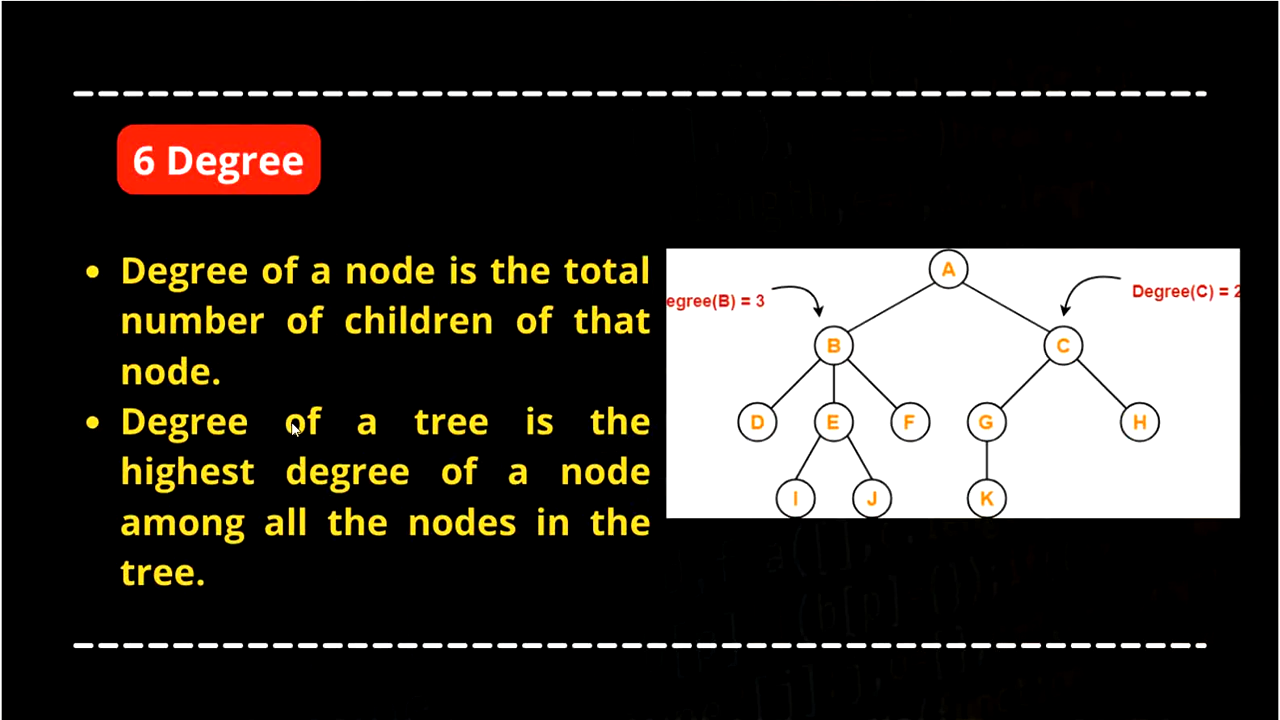 6 Degree
• Degree of a node is the total
number of children of that
node.
• Degree of a tree is the
highest degree of a node
among all the nodes in the
tree.
A
egree(B) = 3
Degree(C) = 2
B
C
D
E
F
G
H
I
J
K